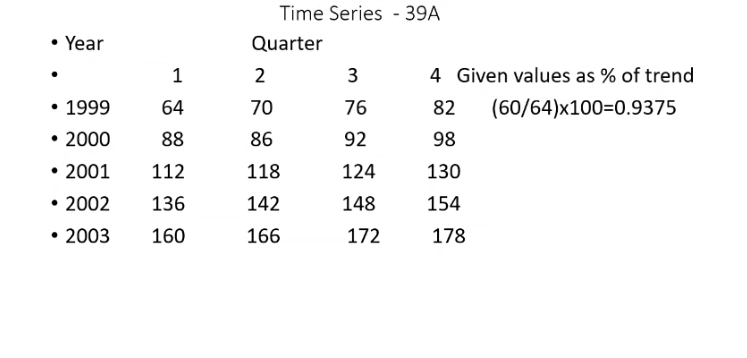 Time Series - 39A
• Year Quarter
• 1 2 3 4 Given values as % of trend
• 1999 64 70 76 82 (60/64)x100=0.9375
• 2000 88 86 92 98
• 2001 112 118 124 130
• 2002 136 142 148 154
• 2003 160 166 172 178